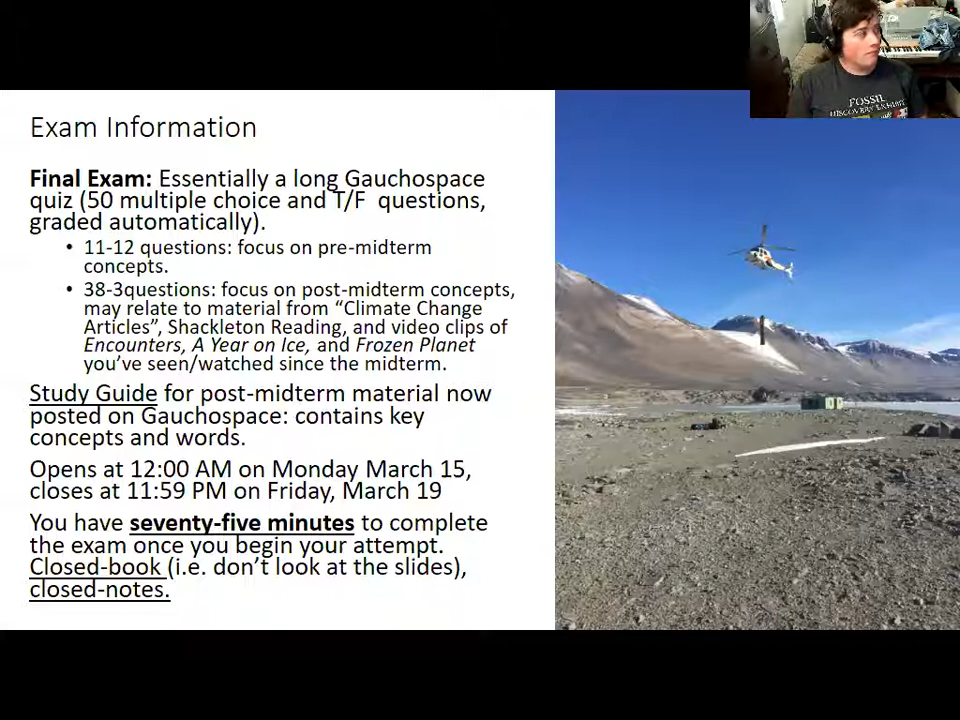 Exam Information
Final Exam: Essentially a long Gauchospace
quiz (50 multiple choice and T/F questions,
graded automatically).
• 11-12 questions: focus on pre-midterm
concepts.
• 38-3questions: focus on post-midterm concepts,
may relate to material from “Climate Change
Articles”, Shackleton Reading, and video clips of
Encounters, A Year on Ice, and Frozen Planet
you’ve seen/watched since the midterm.
Study Guide for post-midterm material now
posted on Gauchospace: contains key
concepts and words.
Opens at 12:00 AM on Monday March 15,
closes at 11:59 PM on Friday, March 19
You have seventy-five minutes to complete
the exam once you begin your attempt.
Closed-book (i.e. don’t look at the slides),
closed-notes.
FOSSIL
DISCOVERY EXHIBIT